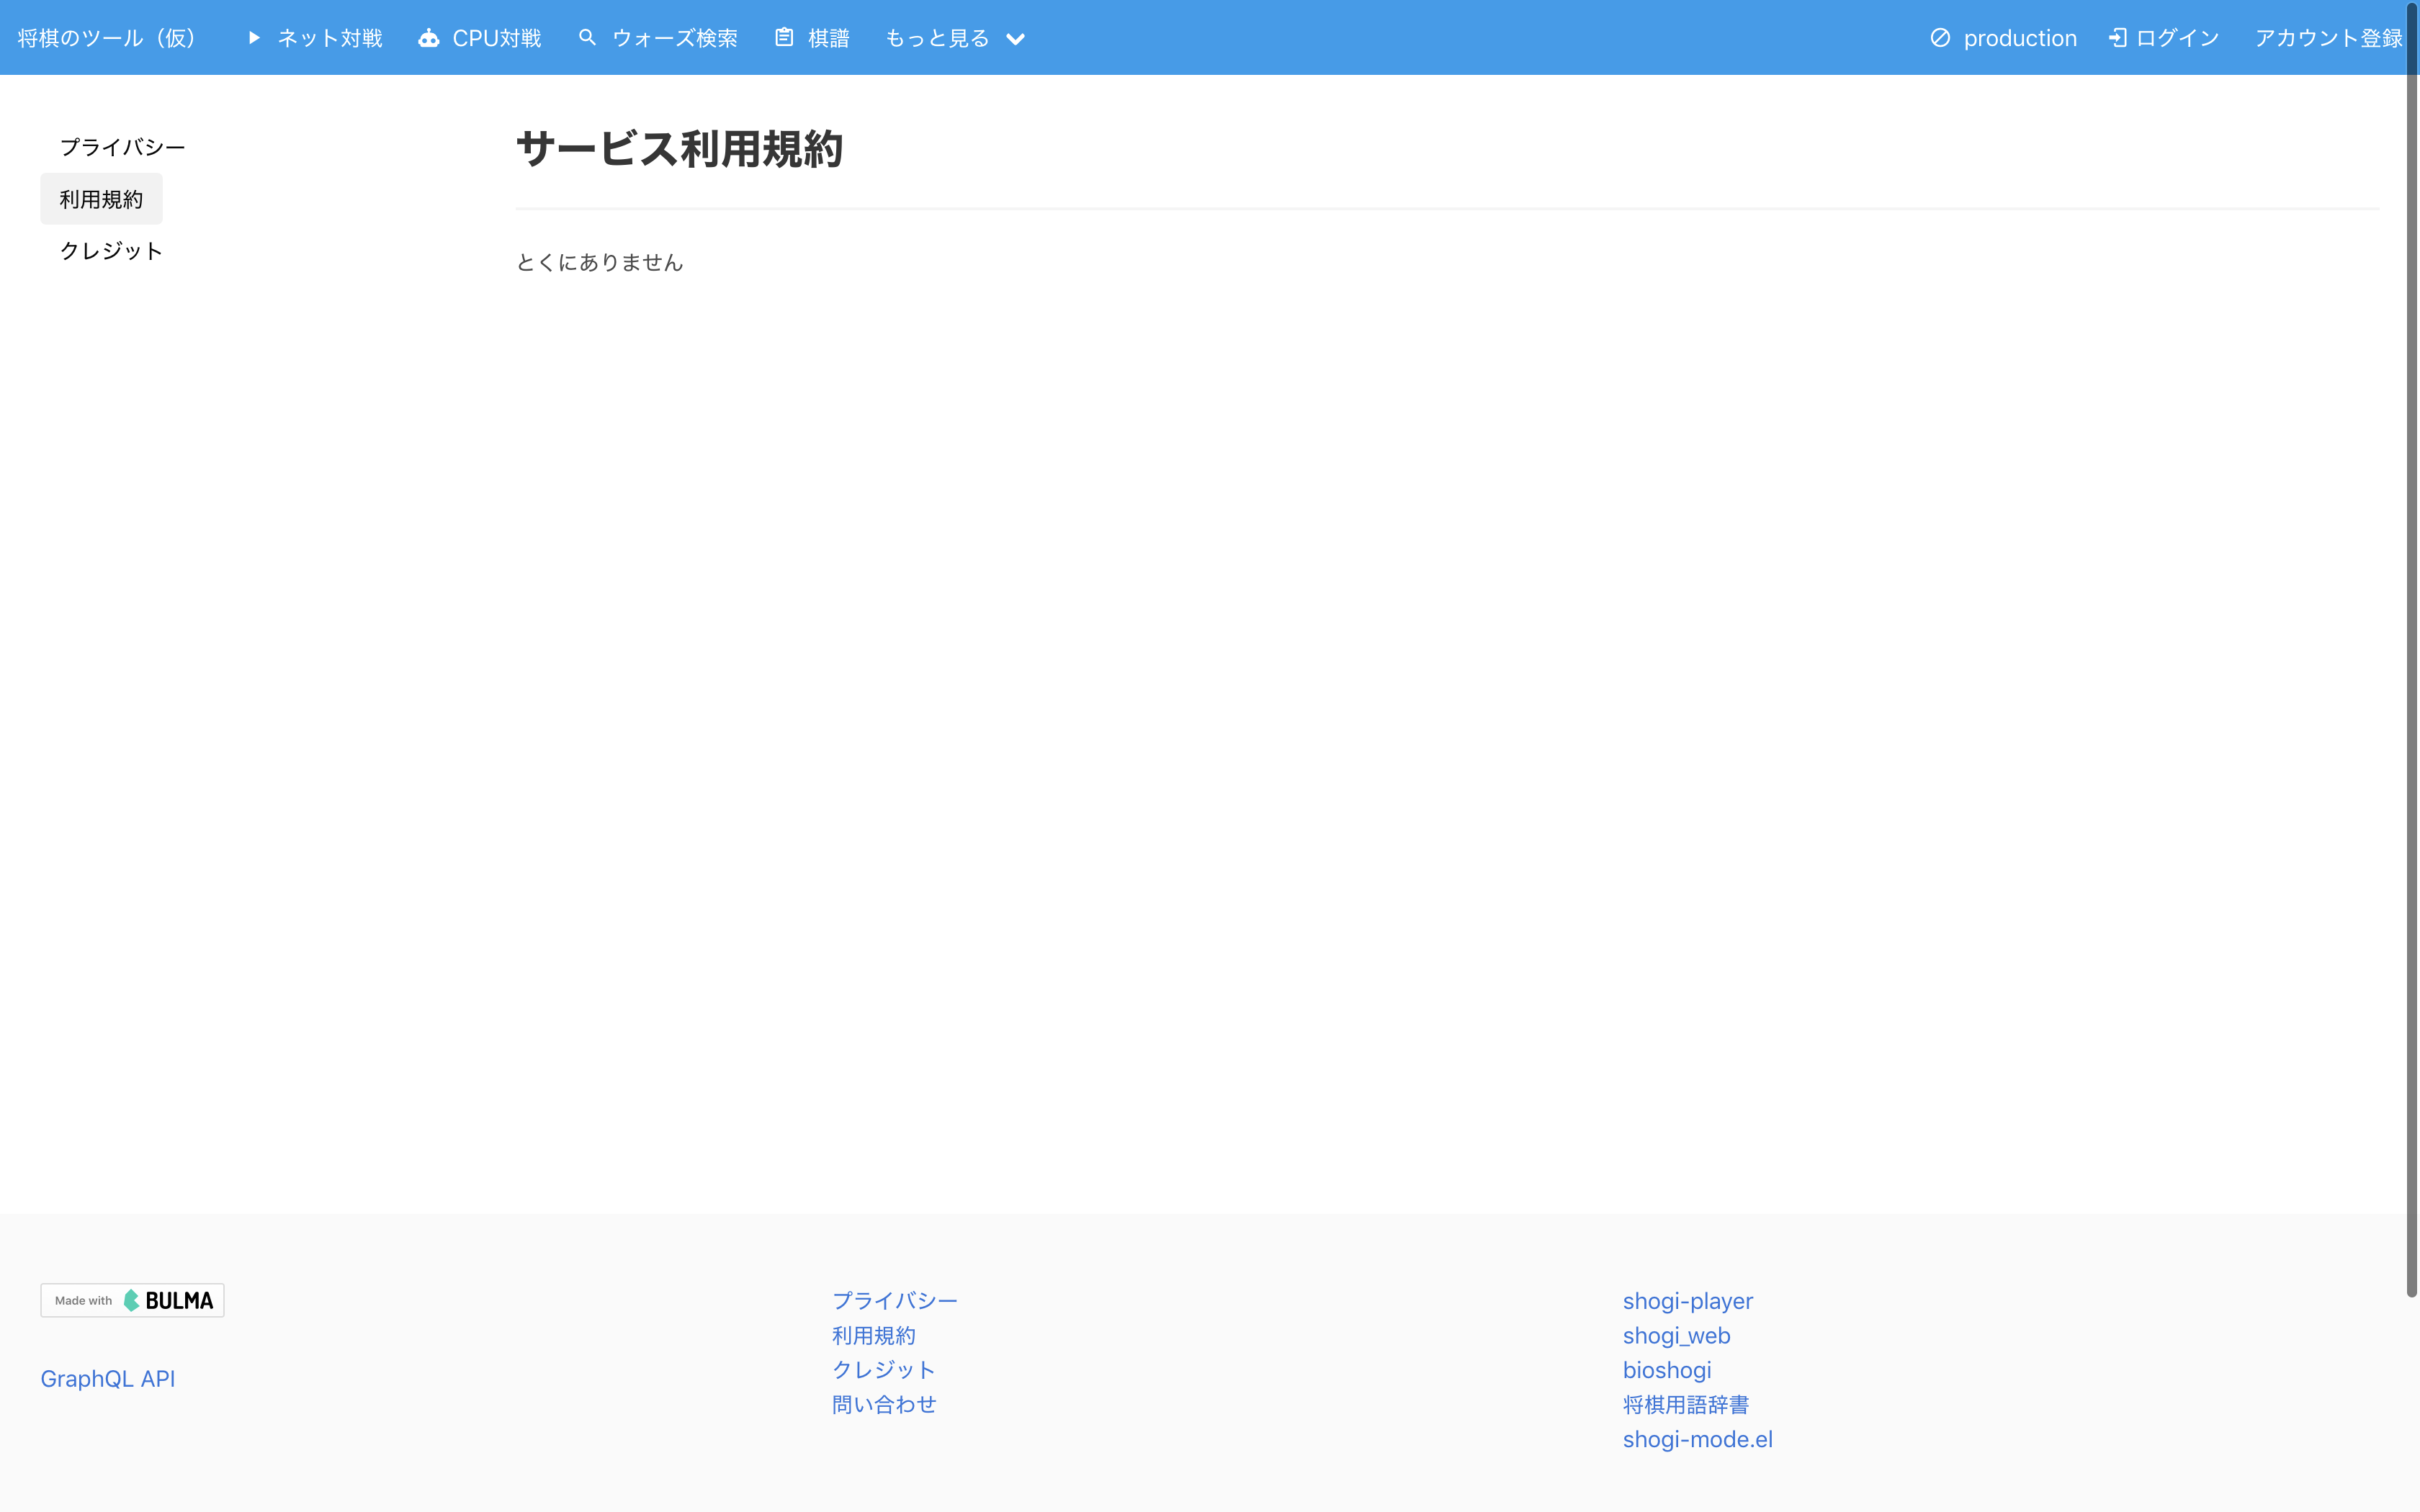 将棋のツール（仮） ネット対戦 CPU対戦 ウォーズ検索 棋譜 もっと見る production ログイン アカウント登録
プライバシー
利用規約
クレジット
サービス利用規約
とくにありません
Made with BULMA
GraphQL API
プライバシー
利用規約
クレジット
問い合わせ
shogi-player
shogi_web
bioshogi
将棋用語辞書
shogi-mode.el